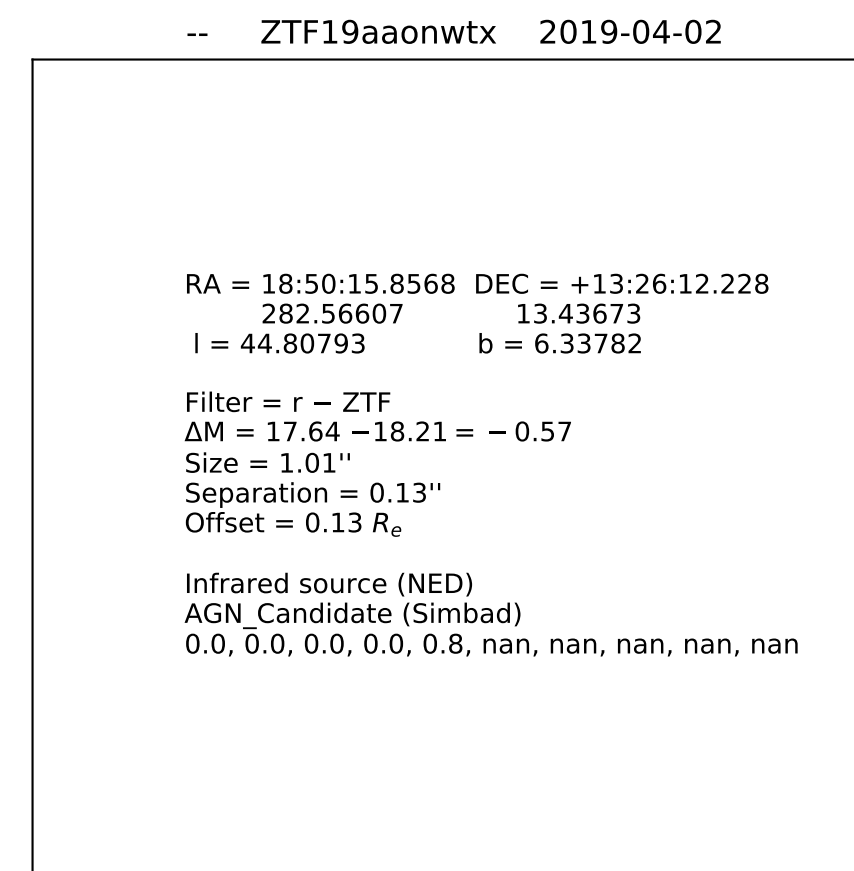 -- ZTF19aaonwtx 2019-04-02
RA = 18:50:15.8568 DEC = +13:26:12.228
282.56607 13.43673
l = 44.80793 b = 6.33782
Filter = r − ZTF
ΔM = 17.64 −18.21 = − 0.57
Size = 1.01''
Separation = 0.13''
Offset = 0.13 Rₑ
Infrared source (NED)
AGN_Candidate (Simbad)
0.0, 0.0, 0.0, 0.0, 0.8, nan, nan, nan, nan, nan